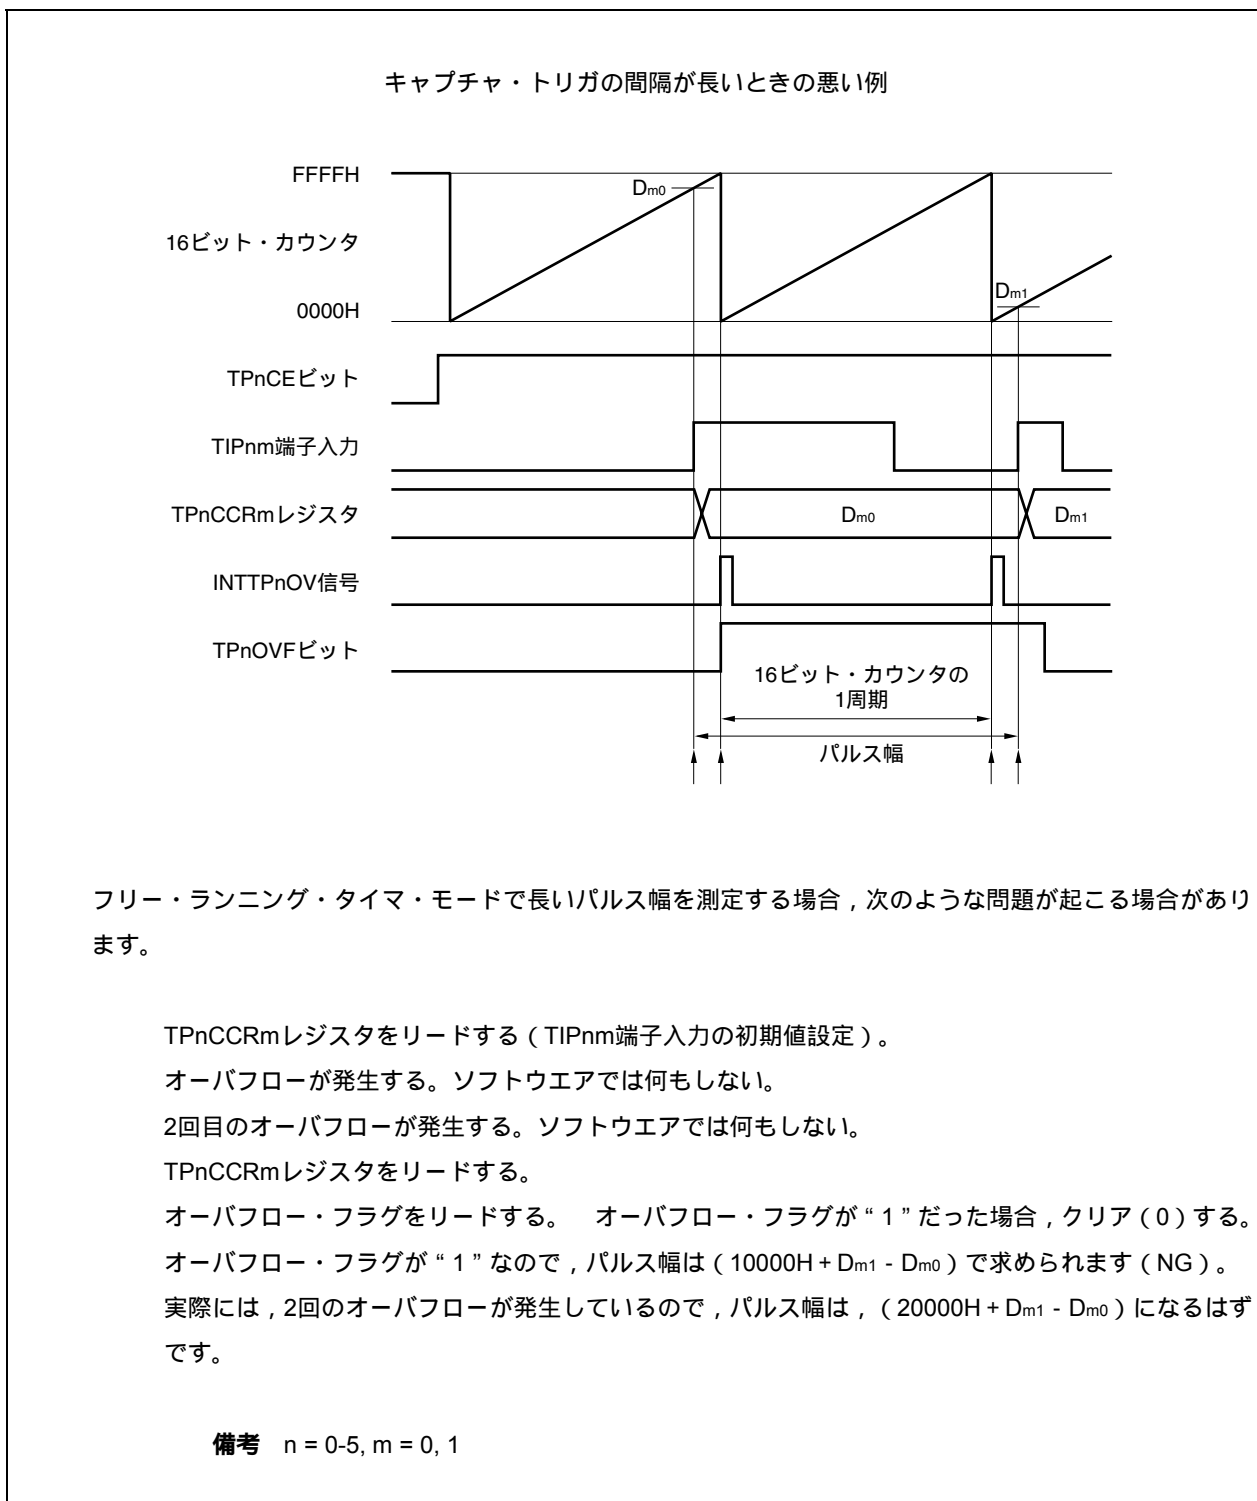 キャプチャ・トリガの間隔が長いときの悪い例
FFFFH
Dm0
16ビット・カウンタ
Dm1
0000H
TPnCEビット
TIPnm端子入力
TPnCCRmレジスタ
Dm0
Dm1
INTTPnOV信号
TPnOVFビット
16ビット・カウンタの
1周期
パルス幅
フリー・ランニング・タイマ・モードで長いパルス幅を測定する場合，次のような問題が起こる場合があり
ます。
TPnCCRmレジスタをリードする（TIPnm端子入力の初期値設定）。
オーバフローが発生する。ソフトウエアでは何もしない。
2回目のオーバフローが発生する。ソフトウエアでは何もしない。
TPnCCRmレジスタをリードする。
オーバフロー・フラグをリードする。　オーバフロー・フラグが“1”だった場合，クリア（0）する。
オーバフロー・フラグが“1”なので，パルス幅は（10000H + Dm1 - Dm0）で求められます（NG）。
実際には，2回のオーバフローが発生しているので，パルス幅は，（20000H + Dm1 - Dm0）になるはず
です。
備考　n = 0-5, m = 0, 1